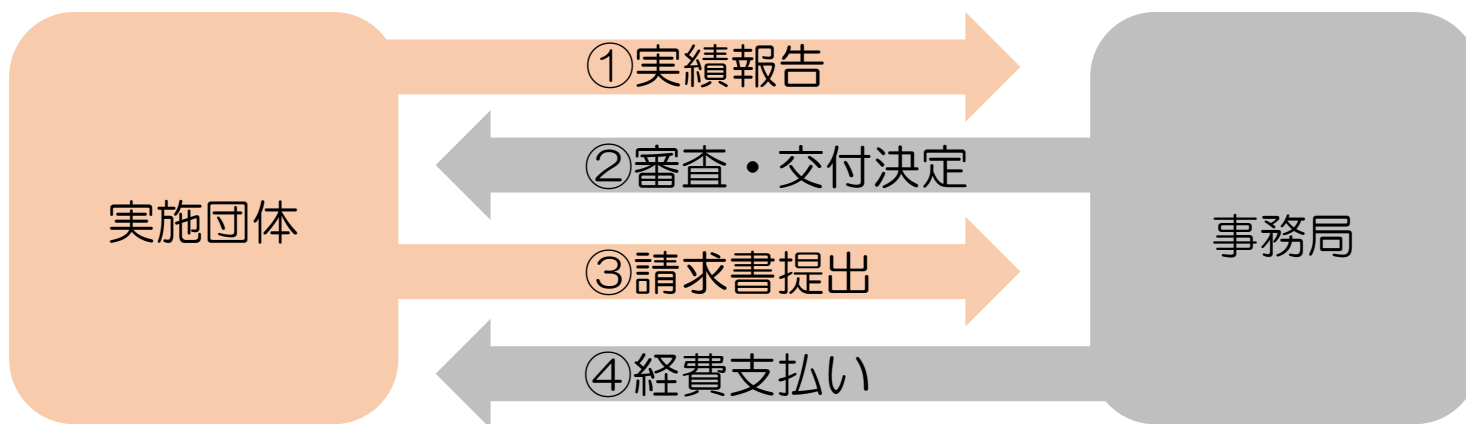 実施団体
①実績報告
②審査・交付決定
③請求書提出
④経費支払い
事務局